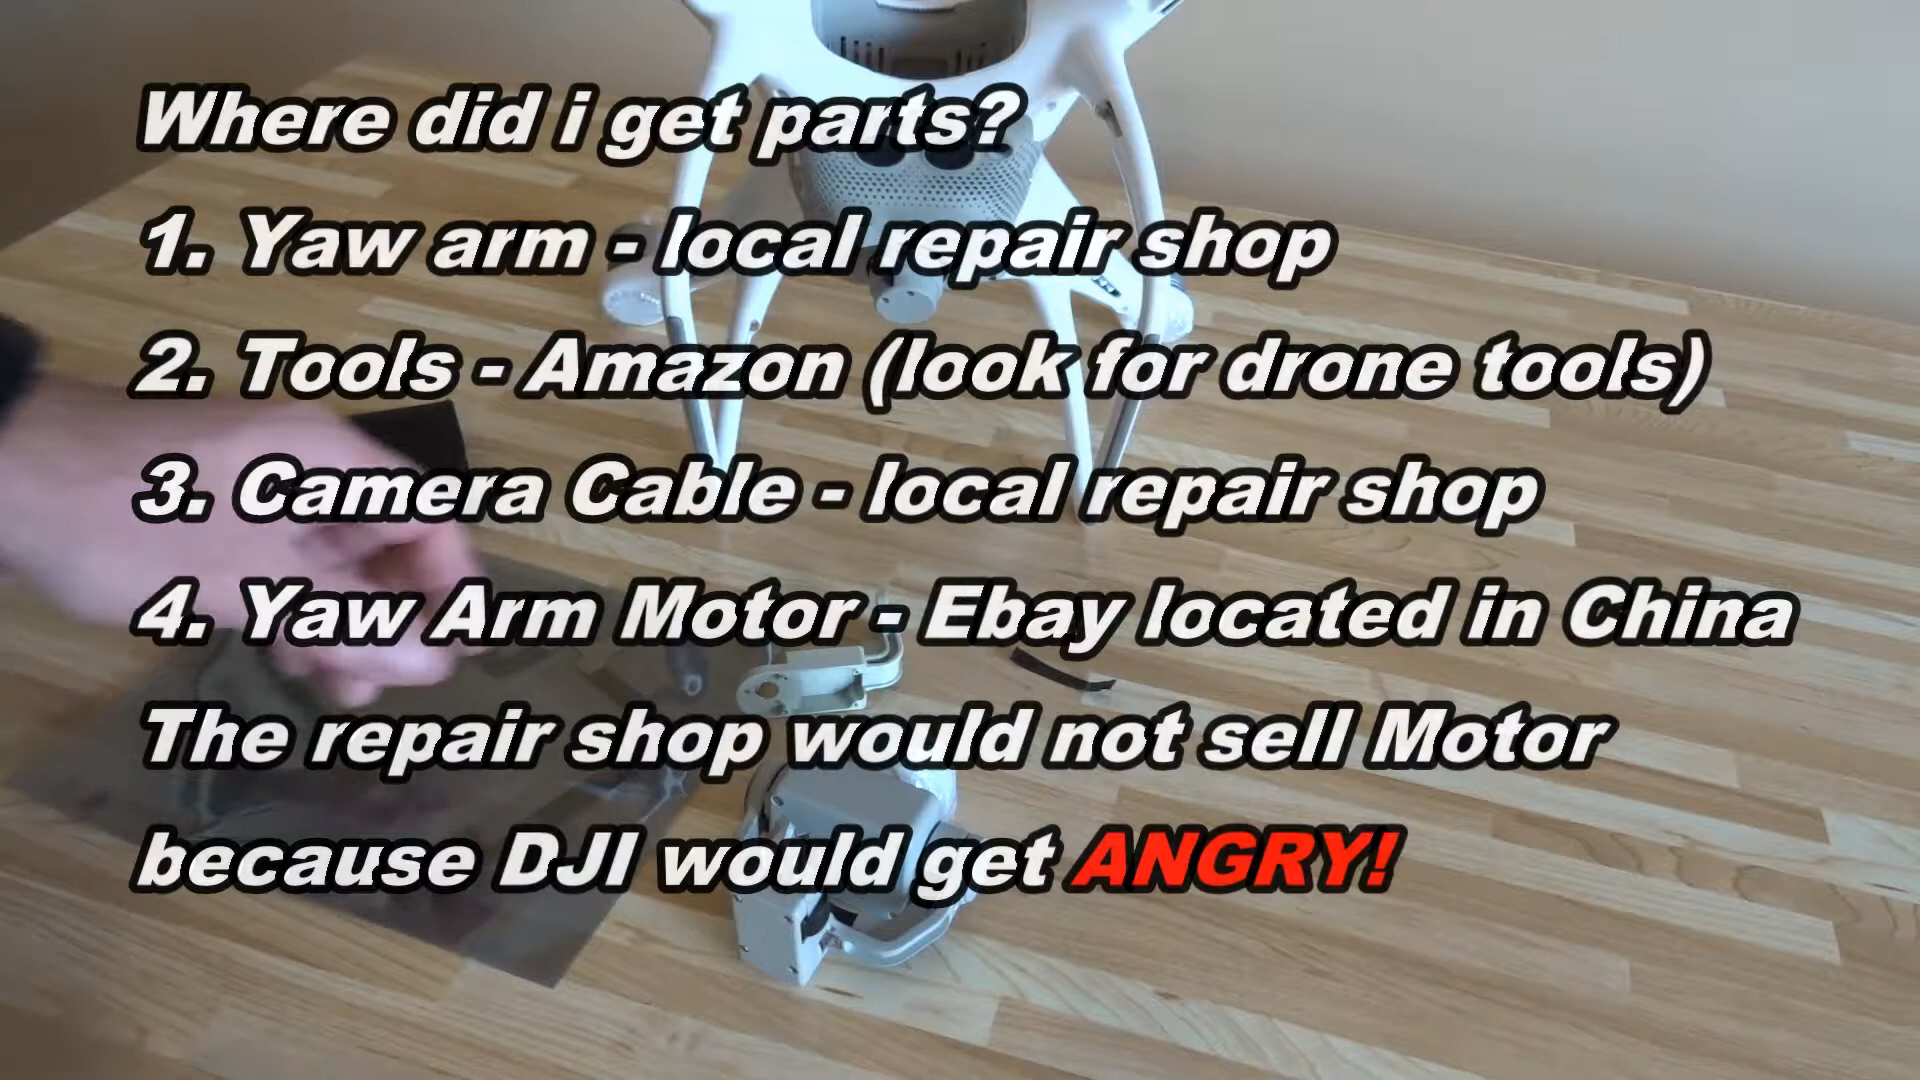 Where did i get parts?
1. Yaw arm - local repair shop
2. Tools - Amazon (look for drone tools)
3. Camera Cable - local repair shop
4. Yaw Arm Motor - Ebay located in China
The repair shop would not sell Motor
because DJI would get ANGRY!